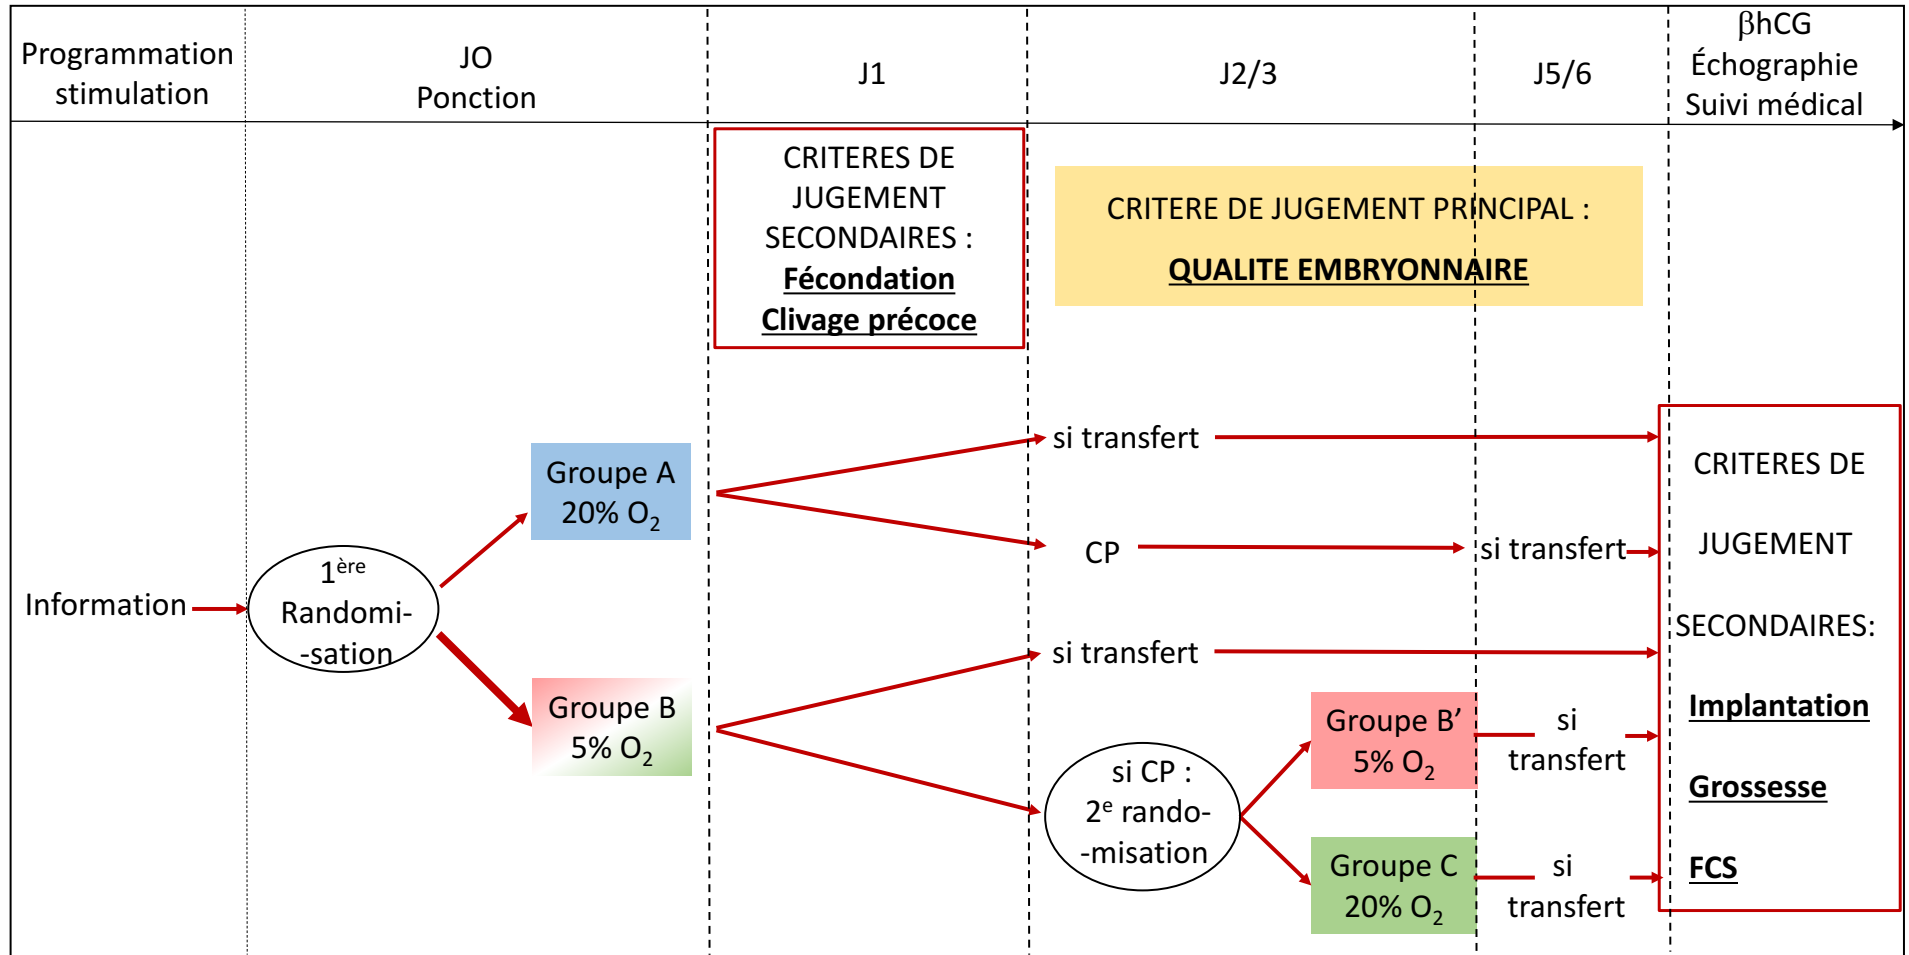 Programmation
stimulation
JO
Ponction
J1
J2/3
J5/6
βhCG
Échographie
Suivi médical
CRITERES DE
JUGEMENT
SECONDAIRES :
Fécondation
Clivage précoce
CRITERE DE JUGEMENT PRINCIPAL :
QUALITE EMBRYONNAIRE
Information
1ère
Randomi-
-sation
Groupe A
20% O2
Groupe B
5% O2
si transfert
CP
si transfert
si transfert
si CP :
2e rando-
-misation
Groupe B’
5% O2
si
transfert
Groupe C
20% O2
si
transfert
CRITERES DE
JUGEMENT
SECONDAIRES:
Implantation
Grossesse
FCS